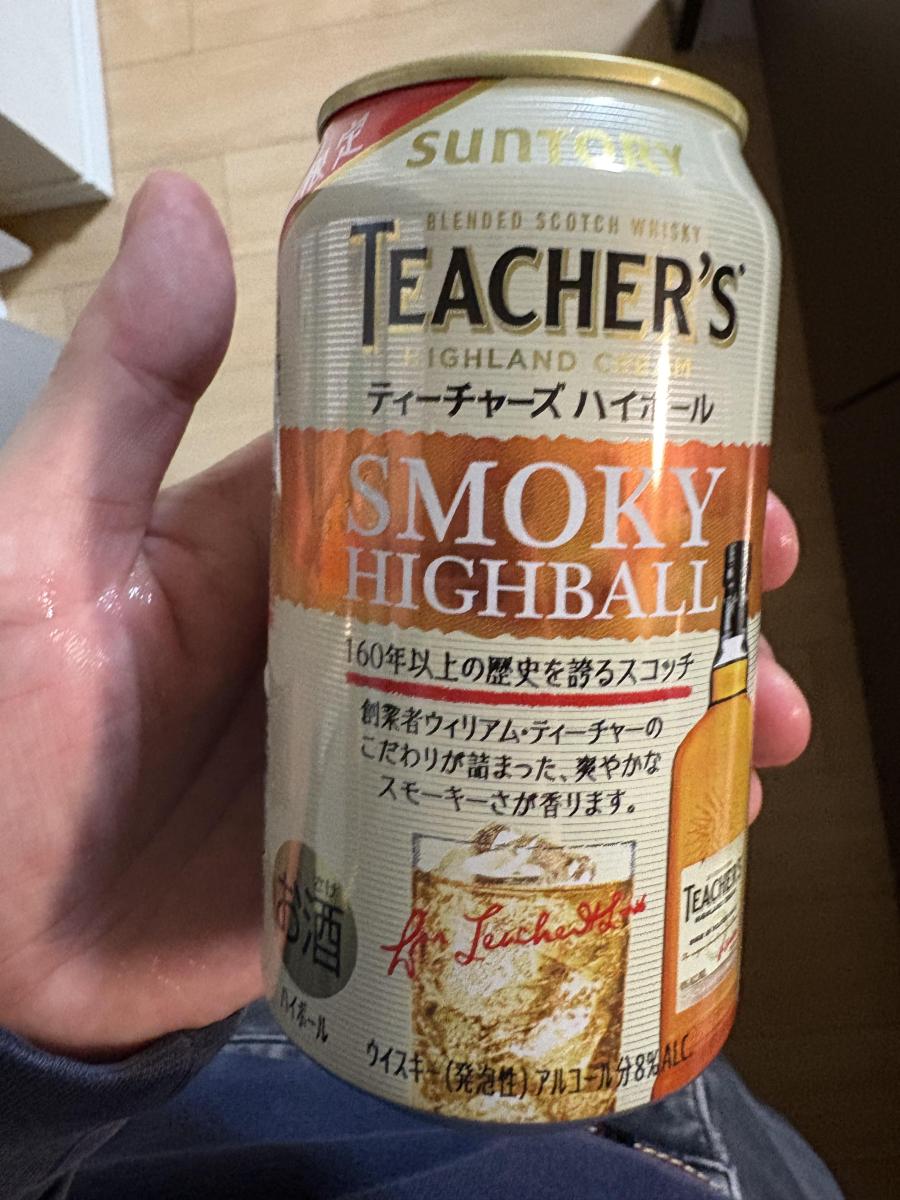 限定
SUNTORY
BLENDED SCOTCH WHISKY
TEACHER'S
HIGHLAND CREAM
ティーチャーズ ハイボール
SMOKY
HIGHBALL
160年以上の歴史を誇るスコッチ
創業者ウィリアム・ティーチャーの
こだわりが詰まった、爽やかな
スモーキーさが香ります。
TEACHER'S
お酒
ハイボール
ウイスキー(発泡性)アルコール分8%ALC.